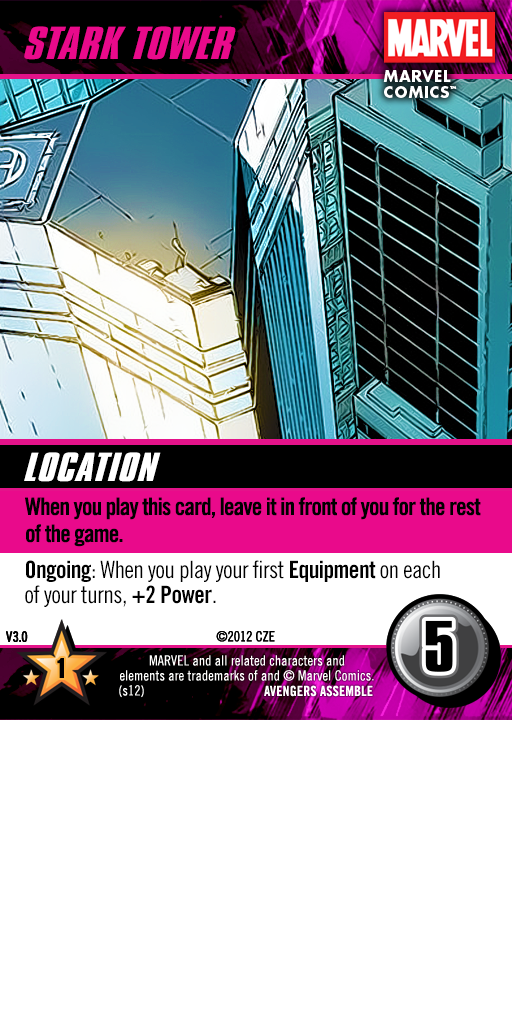 STARK TOWER
MARVEL
MARVEL
COMICS™
LOCATION
When you play this card, leave it in front of you for the rest
of the game.
Ongoing: When you play your first Equipment on each
of your turns, +2 Power.
V3.0
©2012 CZE
5
1
MARVEL and all related characters and
elements are trademarks of and © Marvel Comics.
(s12)
AVENGERS ASSEMBLE